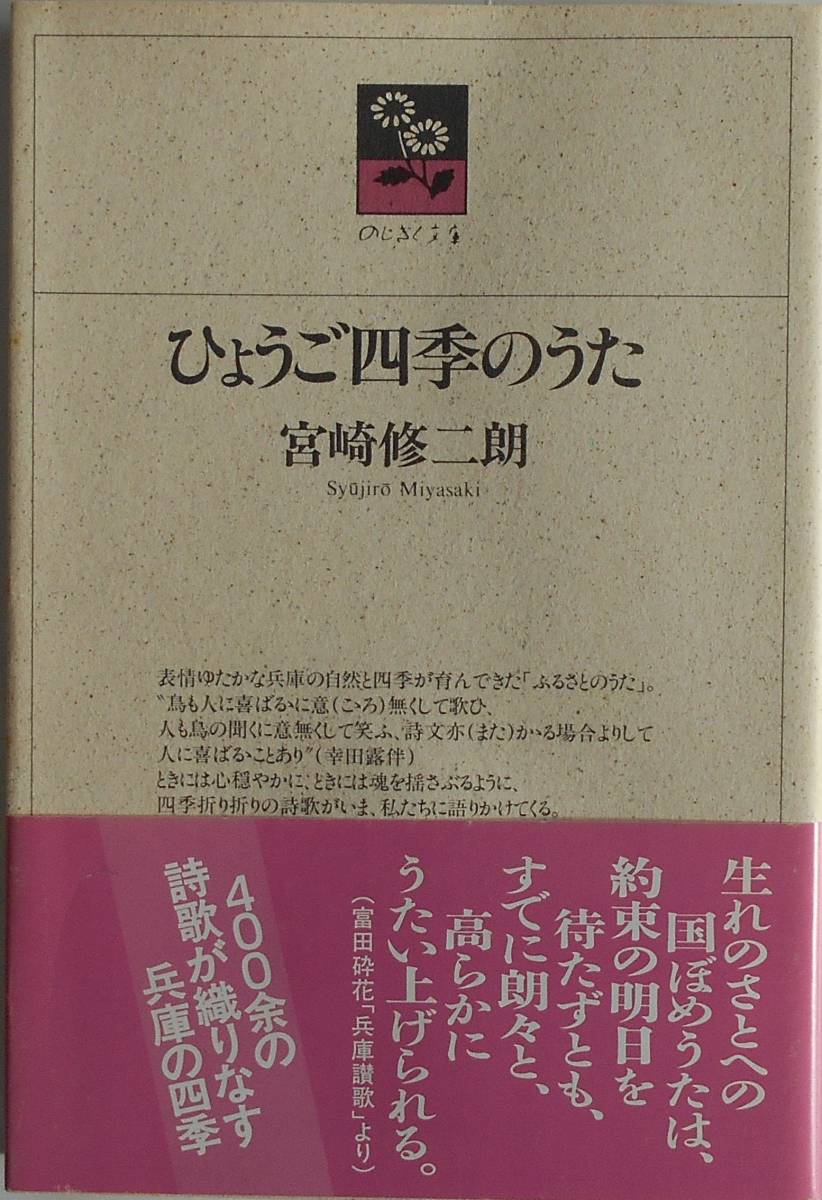 のじぎく文庫
ひょうご四季のうた
宮崎修二朗
Syūjirō Miyasaki
表情ゆたかな兵庫の自然と四季が育んできた「ふるさとのうた」。
〝鳥も人に喜ばるかに意(こゝろ)無くして歌ひ、
人も鳥の聞くに意無くして笑ふ、詩文亦(また)かゝる場合よりして
人に喜ばるゝことあり〟(幸田露伴)
ときには心穏やかに、ときには魂を揺さぶるように、
四季折り折りの詩歌がいま、私たちに語りかけてくる。
生れのさとへの
国ぼめうたは、
約束の明日を
待たずとも、
すでに朗々と、
高らかに
うたい上げられる。
(富田砕花「兵庫讃歌」より)
400余の
詩歌が織りなす
兵庫の四季